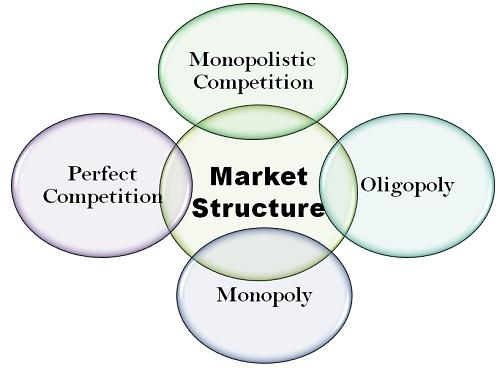 Monopolistic
Competition
Perfect
Competition
Market
Structure
Oligopoly
Monopoly